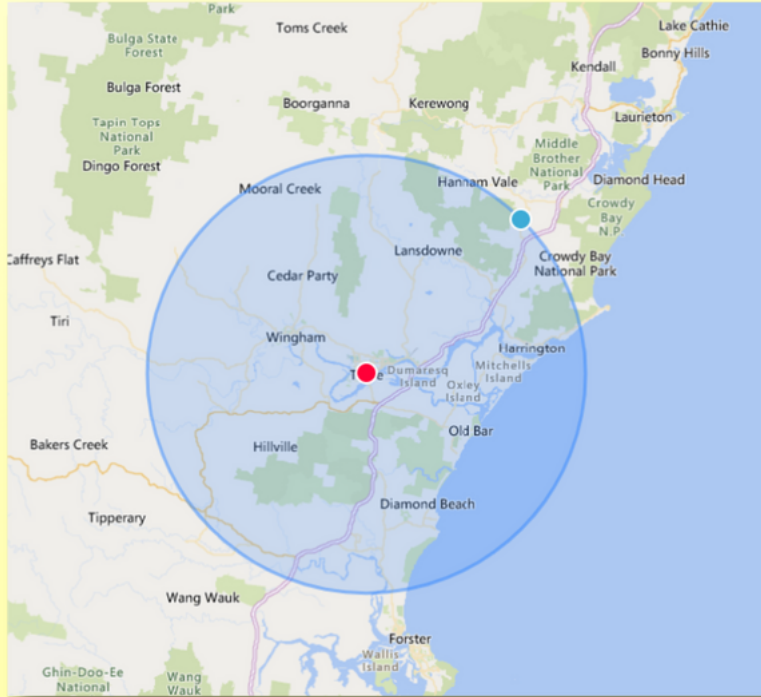 Park
Toms Creek
Lake Cathie
Bulga State
Forest
Bonny Hills
Kendall
Bulga Forest
Boorganna
Kerewong
Laurieton
Tapin Tops
National
Park
Dingo Forest
Middle
Brother
National
Park
Mooral Creek
Hannam Vale
Diamond Head
Crowdy
Bay
N.P.
Caffreys Flat
Lansdowne
Crowdy Bay
National Park
Cedar Party
Tiri
Wingham
Harrington
Dumaresq
Island
Mitchells
Island
Oxley
Island
Old Bar
Bakers Creek
Hillville
Diamond Beach
Tipperary
Wang Wauk
Forster
Wallis
Island
Ghin-Doo-Ee
National
Wang
Wauk